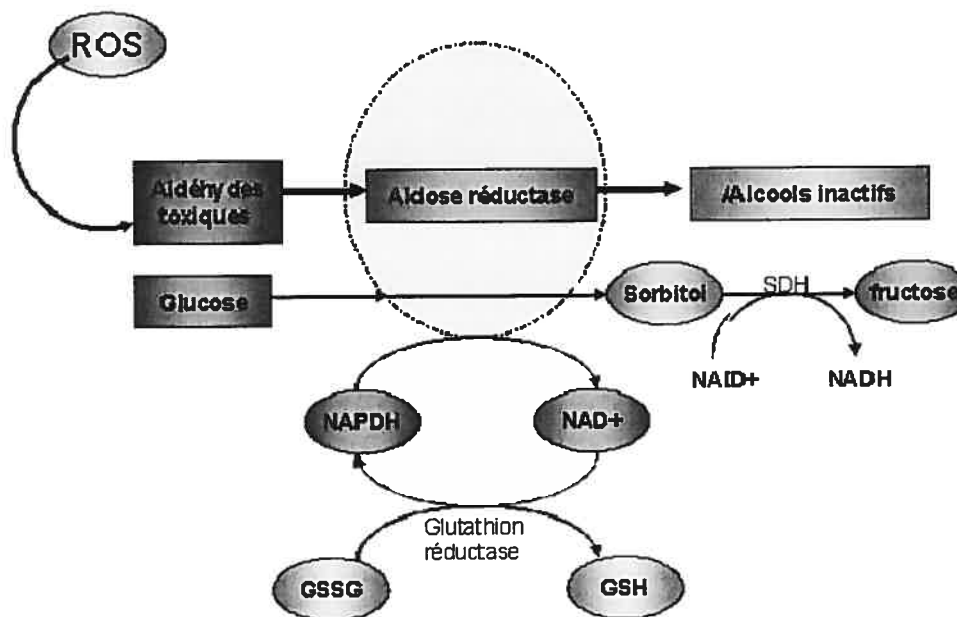 ROS
Aldéhydes
toxiques
Aldose réductase
/Alcools inactifs
Glucose
Sorbitol
SDH
fructose
NAD+
NADH
NAPDH
NAD+
Glutathion
réductase
GSSG
GSH